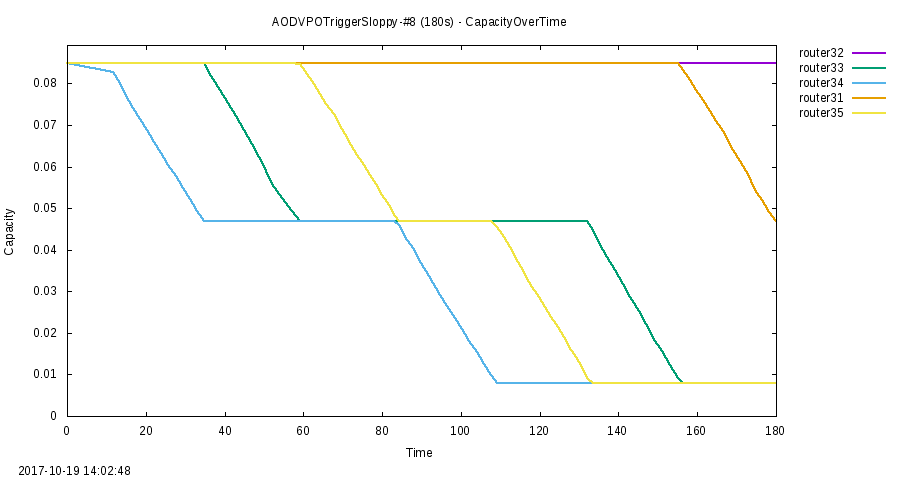 AODVPOTriggerSloppy-#8 (180s) - CapacityOverTime
router32
router33
router34
router31
router35
0.08
0.07
0.06
0.05
0.04
0.03
0.02
0.01
0
Capacity
0 20 40 60 80 100 120 140 160 180
Time
2017-10-19 14:02:48